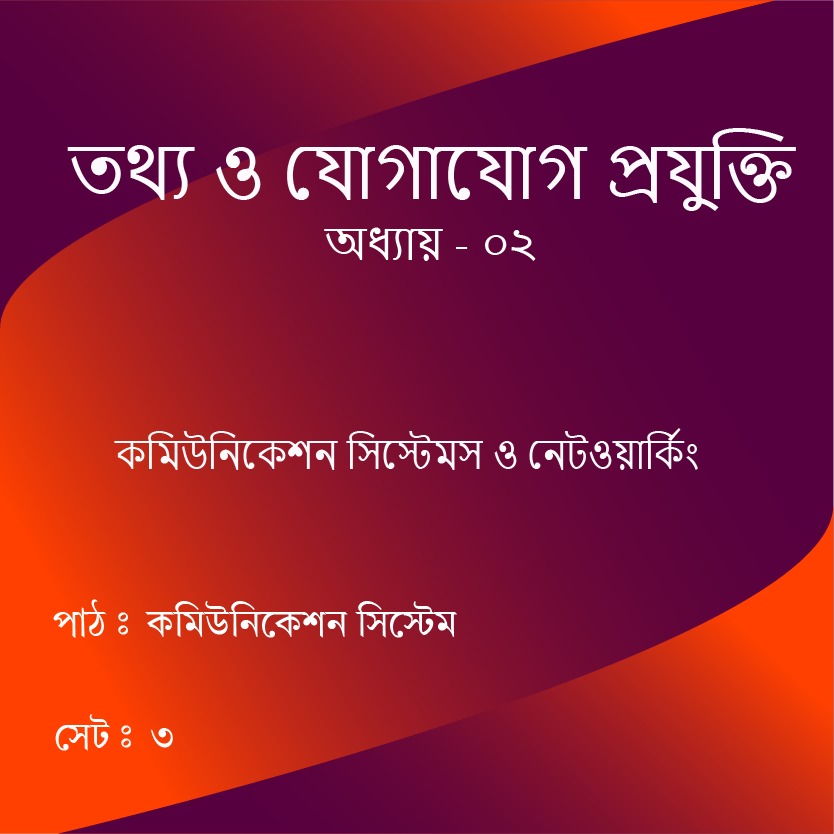 তথ্য ও যোগাযোগ প্রযুক্তি
অধ্যায় - ০২
কমিউনিকেশন সিস্টেমস ও নেটওয়ার্কিং
পাঠ ঃ কমিউনিকেশন সিস্টেম
সেট ঃ ৩